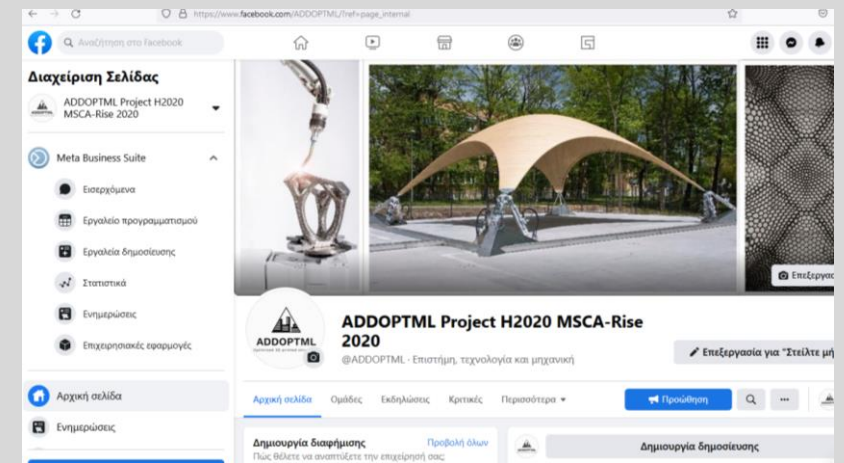 https://www.facebook.com/ADDOPTML/?ref=page_internal
Αναζήτηση στο Facebook
Διαχείριση Σελίδας
ADDOPTML Project H2020
MSCA-Rise 2020
Meta Business Suite
Εισερχόμενα
Εργαλείο προγραμματισμού
Εργαλεία δημοσίευσης
Στατιστικά
Ενημερώσεις
Επιχειρησιακές εφαρμογές
Αρχική σελίδα
Ενημερώσεις
Επεξεργασ
ADDOPTML
ADDOPTML Project H2020 MSCA-Rise
2020
@ADDOPTML · Επιστήμη, τεχνολογία και μηχανική
Επεξεργασία για "Στείλτε μή
Αρχική σελίδα Ομάδες Εκδηλώσεις Κριτικές Περισσότερα
Προώθηση
Δημιουργία διαφήμισης Προβολή όλων
Πώς θέλετε να αναπτύξετε την επιχείρησή σας;
Δημιουργία δημοσίευσης